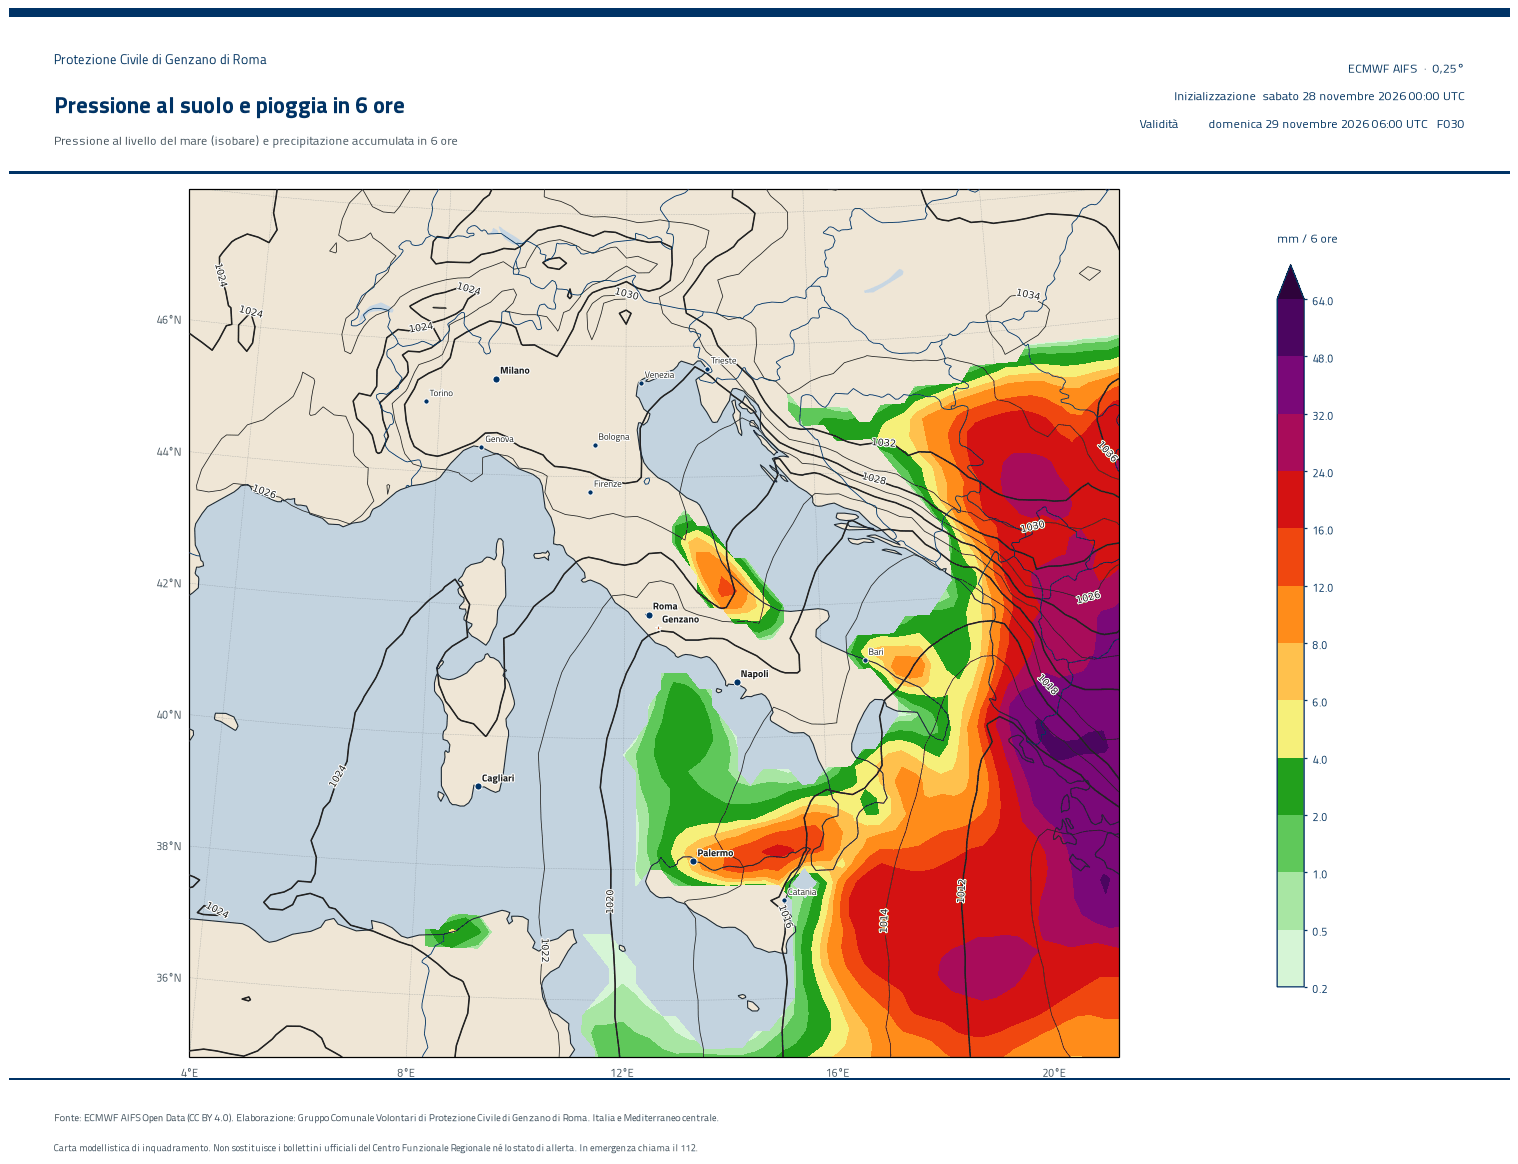 Protezione Civile di Genzano di Roma
Pressione al suolo e pioggia in 6 ore
Pressione al livello del mare (isobare) e precipitazione accumulata in 6 ore
ECMWF AIFS · 0,25°
Inizializzazione sabato 28 novembre 2026 00:00 UTC
Validità domenica 29 novembre 2026 06:00 UTC F030
mm / 6 ore
64.0
48.0
32.0
24.0
16.0
12.0
8.0
6.0
4.0
2.0
1.0
0.5
0.2
46°N
44°N
42°N
40°N
38°N
36°N
4°E
8°E
12°E
16°E
20°E
1024
1024
1024
1024
1030
1034
Milano
Torino
Venezia
Trieste
Genova
Bologna
Firenze
1026
1032
1028
1036
1030
1026
Roma
Genzano
Bari
Napoli
1018
Cagliari
1024
Palermo
Catania
1024
1020
1022
1016
1014
1012
Fonte: ECMWF AIFS Open Data (CC BY 4.0). Elaborazione: Gruppo Comunale Volontari di Protezione Civile di Genzano di Roma. Italia e Mediterraneo centrale.
Carta modellistica di inquadramento. Non sostituisce i bollettini ufficiali del Centro Funzionale Regionale né lo stato di allerta. In emergenza chiama il 112.